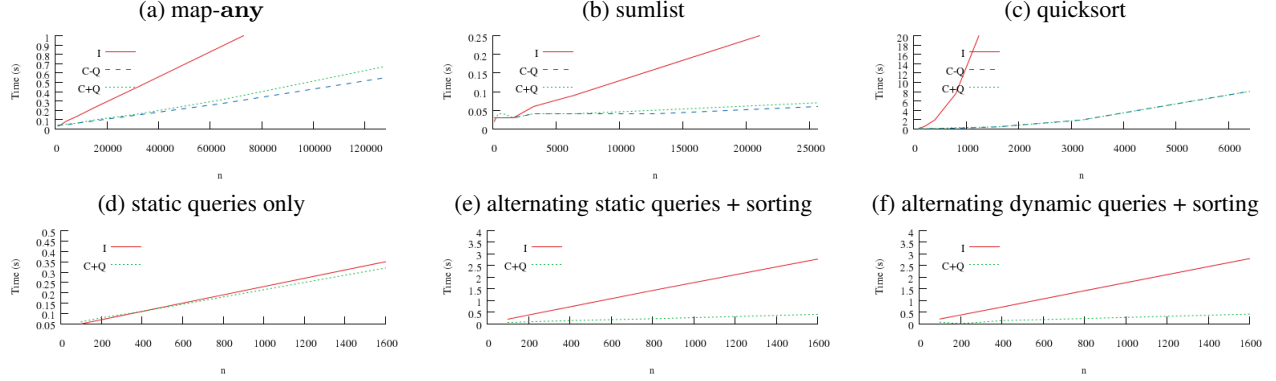 (a) map-any
1
0.9
0.8
0.7
0.6
0.5
0.4
0.3
0.2
0.1
0
Time (s)
I
C-Q
C+Q
0 20000 40000 60000 80000 100000 120000
n
(b) sumlist
0.25
0.2
0.15
0.1
0.05
0
Time (s)
I
C-Q
C+Q
0 5000 10000 15000 20000 25000
n
(c) quicksort
20
18
16
14
12
10
8
6
4
2
0
Time (s)
I
C-Q
C+Q
0 1000 2000 3000 4000 5000 6000
n
(d) static queries only
0.5
0.45
0.4
0.35
0.3
0.25
0.2
0.15
0.1
0.05
Time (s)
I
C+Q
0 200 400 600 800 1000 1200 1400 1600
n
(e) alternating static queries + sorting
4
3.5
3
2.5
2
1.5
1
0.5
0
Time (s)
I
C+Q
0 200 400 600 800 1000 1200 1400 1600
n
(f) alternating dynamic queries + sorting
4
3.5
3
2.5
2
1.5
1
0.5
0
Time (s)
I
C+Q
0 200 400 600 800 1000 1200 1400 1600
n